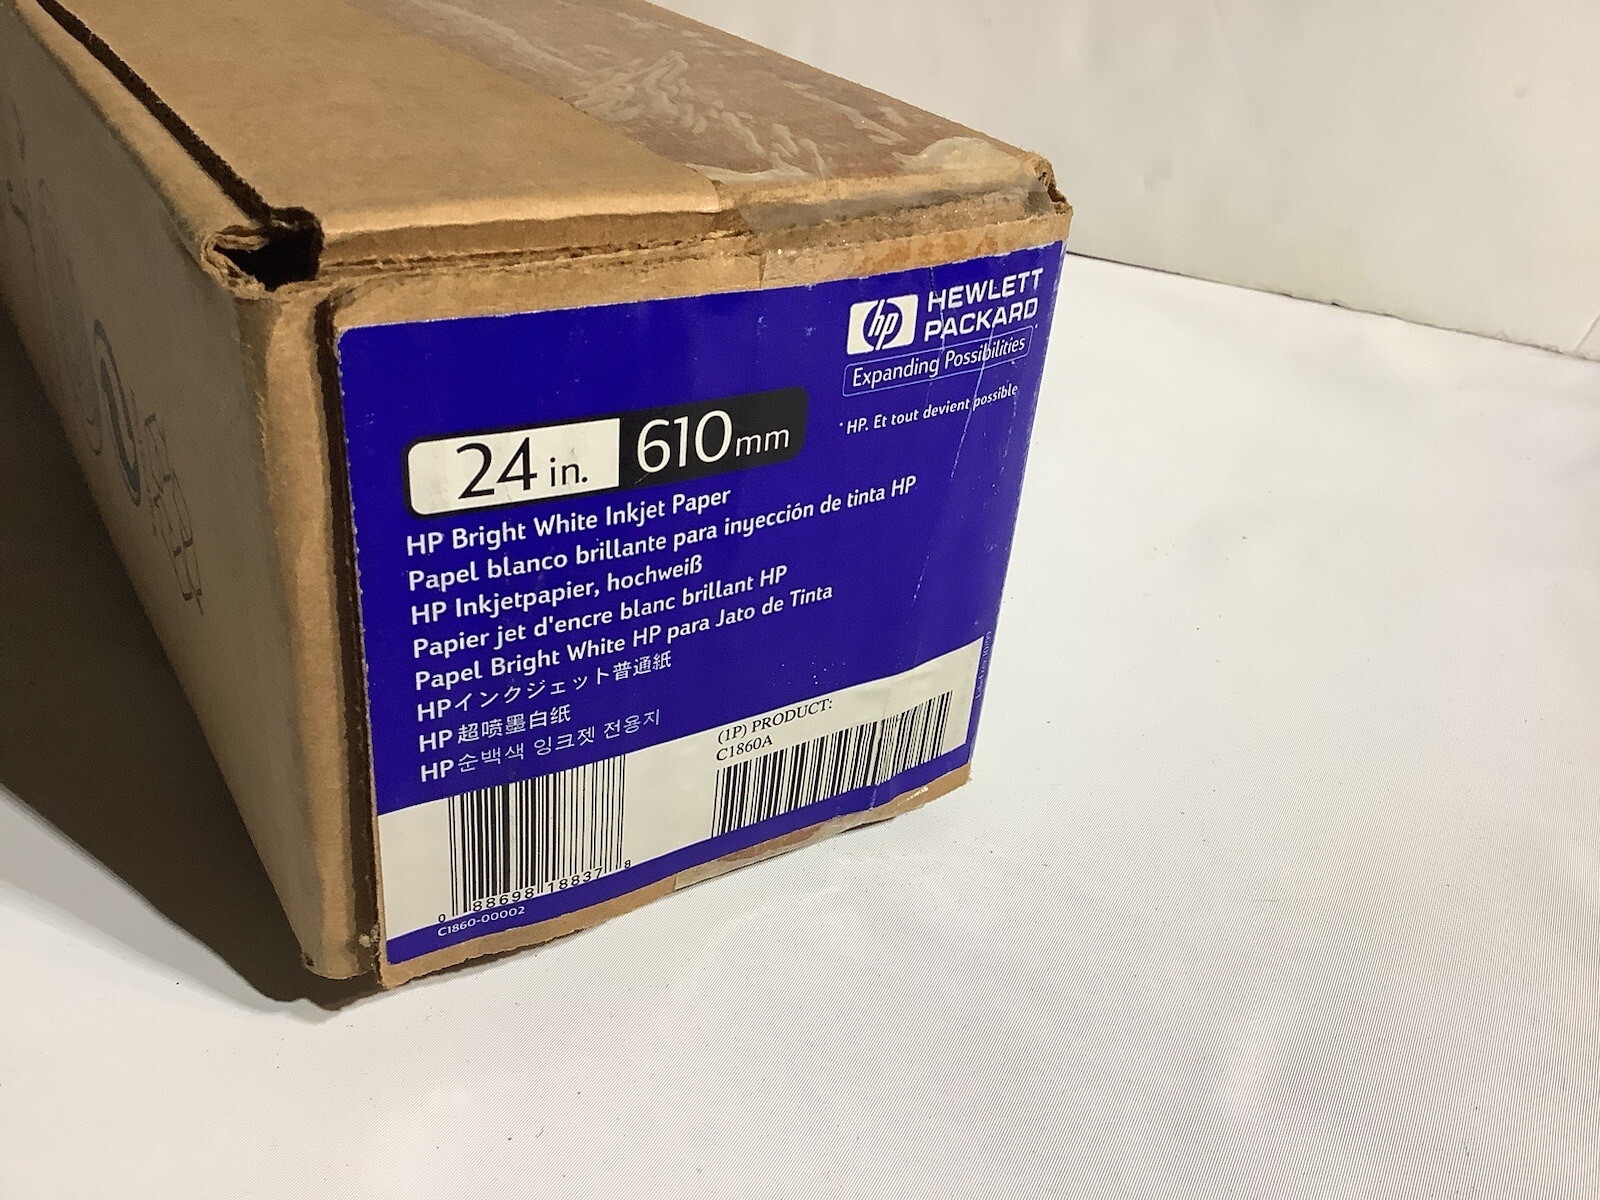 hp HEWLETT
PACKARD
Expanding Possibilities
*HP. Et tout devient possible
24 in. 610mm
HP Bright White Inkjet Paper
Papel blanco brillante para inyección de tinta HP
HP Inkjetpapier, hochweiß
Papier jet d'encre blanc brillant HP
Papel Bright White HP para Jato de Tinta
HPインクジェット普通紙
HP 超喷墨白纸
HP순백색 잉크젯 전용지
(1P) PRODUCT:
C1860A
0 88698 18837 8
C1860-00002